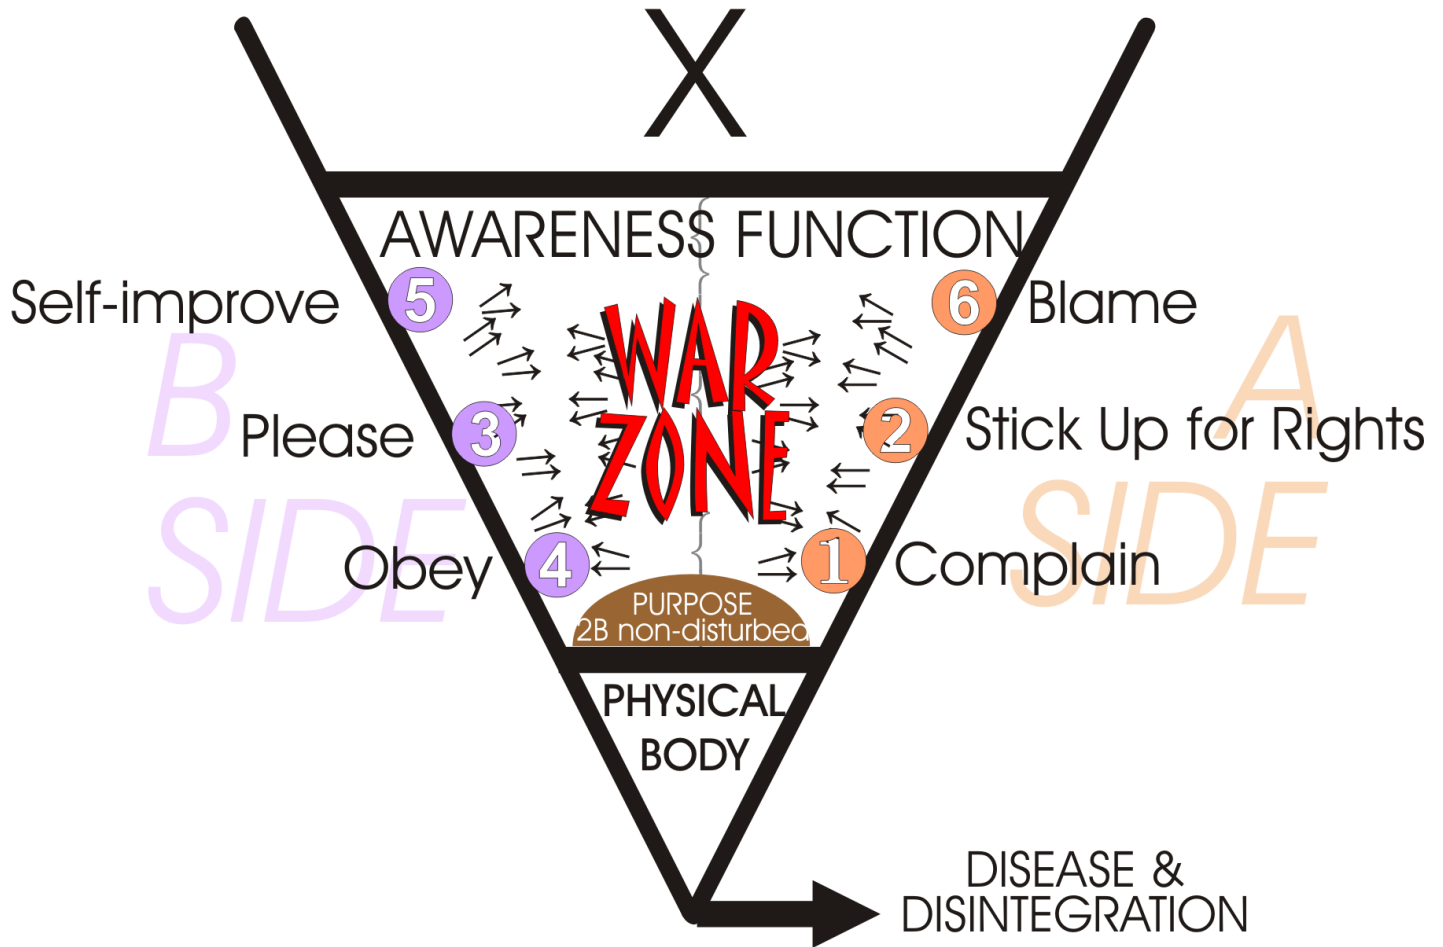 X
AWARENESS FUNCTION
Self-improve
5
6
Blame
WAR
ZONE
B
SIDE
A
SIDE
Please
3
2
Stick Up for Rights
Obey
4
1
Complain
PURPOSE
2B non-disturbed
PHYSICAL
BODY
DISEASE &
DISINTEGRATION